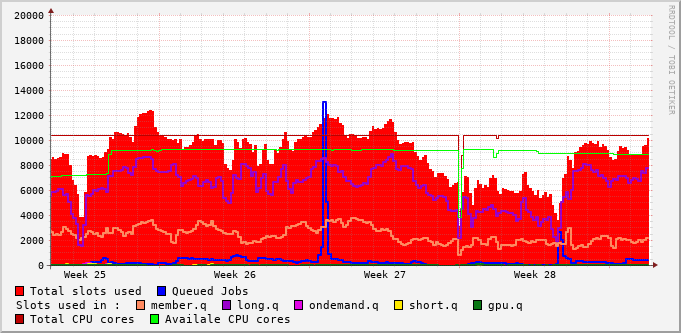 RRDTOOL / TOBI OETIKER
20000
18000
16000
14000
12000
10000
8000
6000
4000
2000
0
Week 25 Week 26 Week 27 Week 28
Total slots used Queued Jobs
Slots used in : member.q long.q ondemand.q short.q gpu.q
Total CPU cores Availale CPU cores